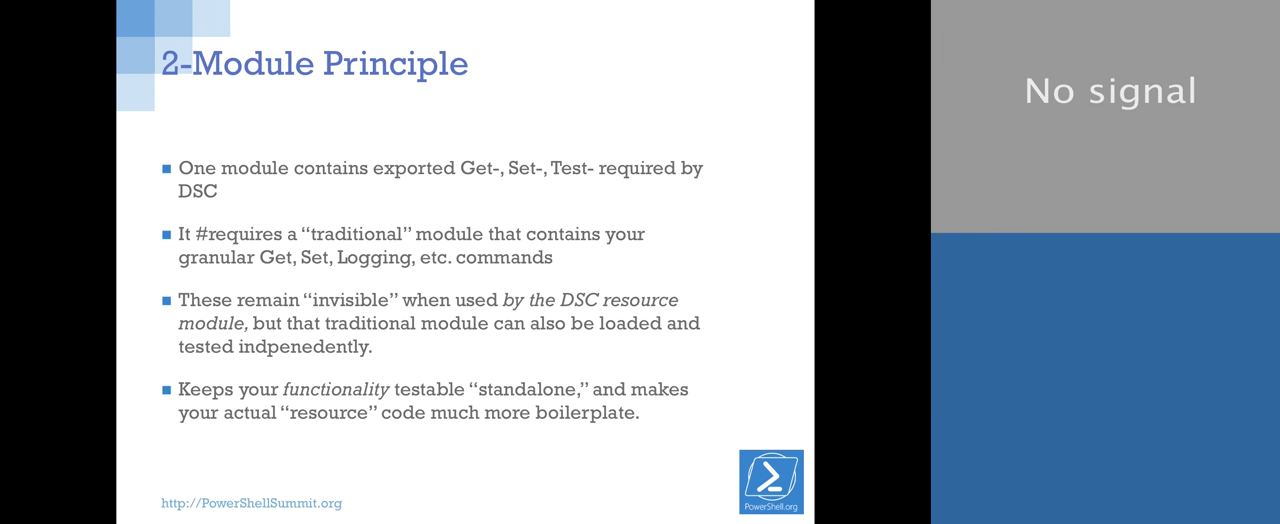 2-Module Principle
One module contains exported Get-, Set-, Test- required by
DSC
It #requires a “traditional” module that contains your
granular Get, Set, Logging, etc. commands
These remain “invisible” when used by the DSC resource
module, but that traditional module can also be loaded and
tested indpenedently.
Keeps your functionality testable “standalone,” and makes
your actual “resource” code much more boilerplate.
http://PowerShellSummit.org
PowerShell.org
No signal